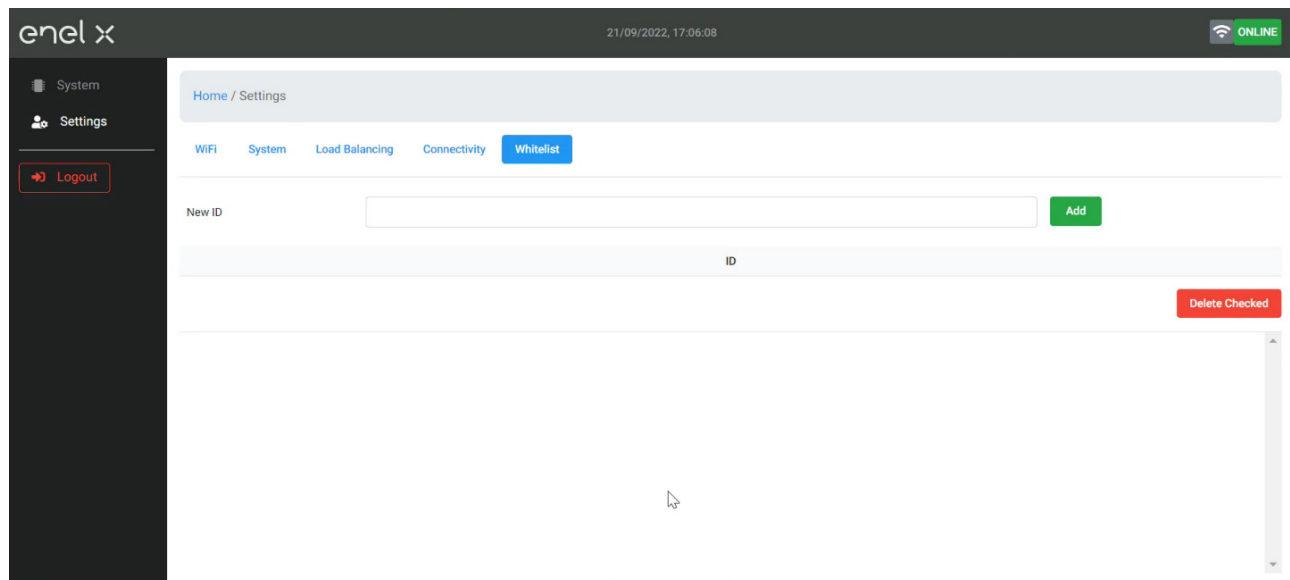 enel x
21/09/2022, 17:06:08
ONLINE
System
Settings
Logout
Home / Settings
WiFi System Load Balancing Connectivity Whitelist
New ID
Add
ID
Delete Checked